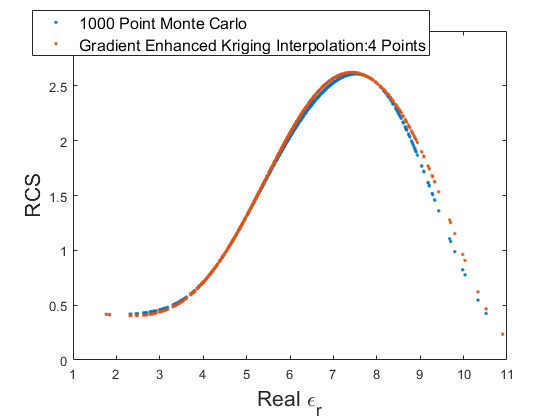 1000 Point Monte Carlo
Gradient Enhanced Kriging Interpolation:4 Points
2.5
2
1.5
1
0.5
0
RCS
1 2 3 4 5 6 7 8 9 10 11
Real ϵr